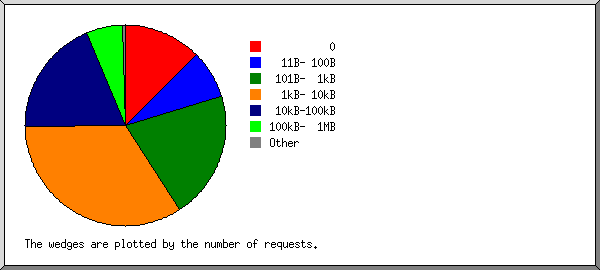 0
11B- 100B
101B- 1kB
1kB- 10kB
10kB-100kB
100kB- 1MB
Other
The wedges are plotted by the number of requests.